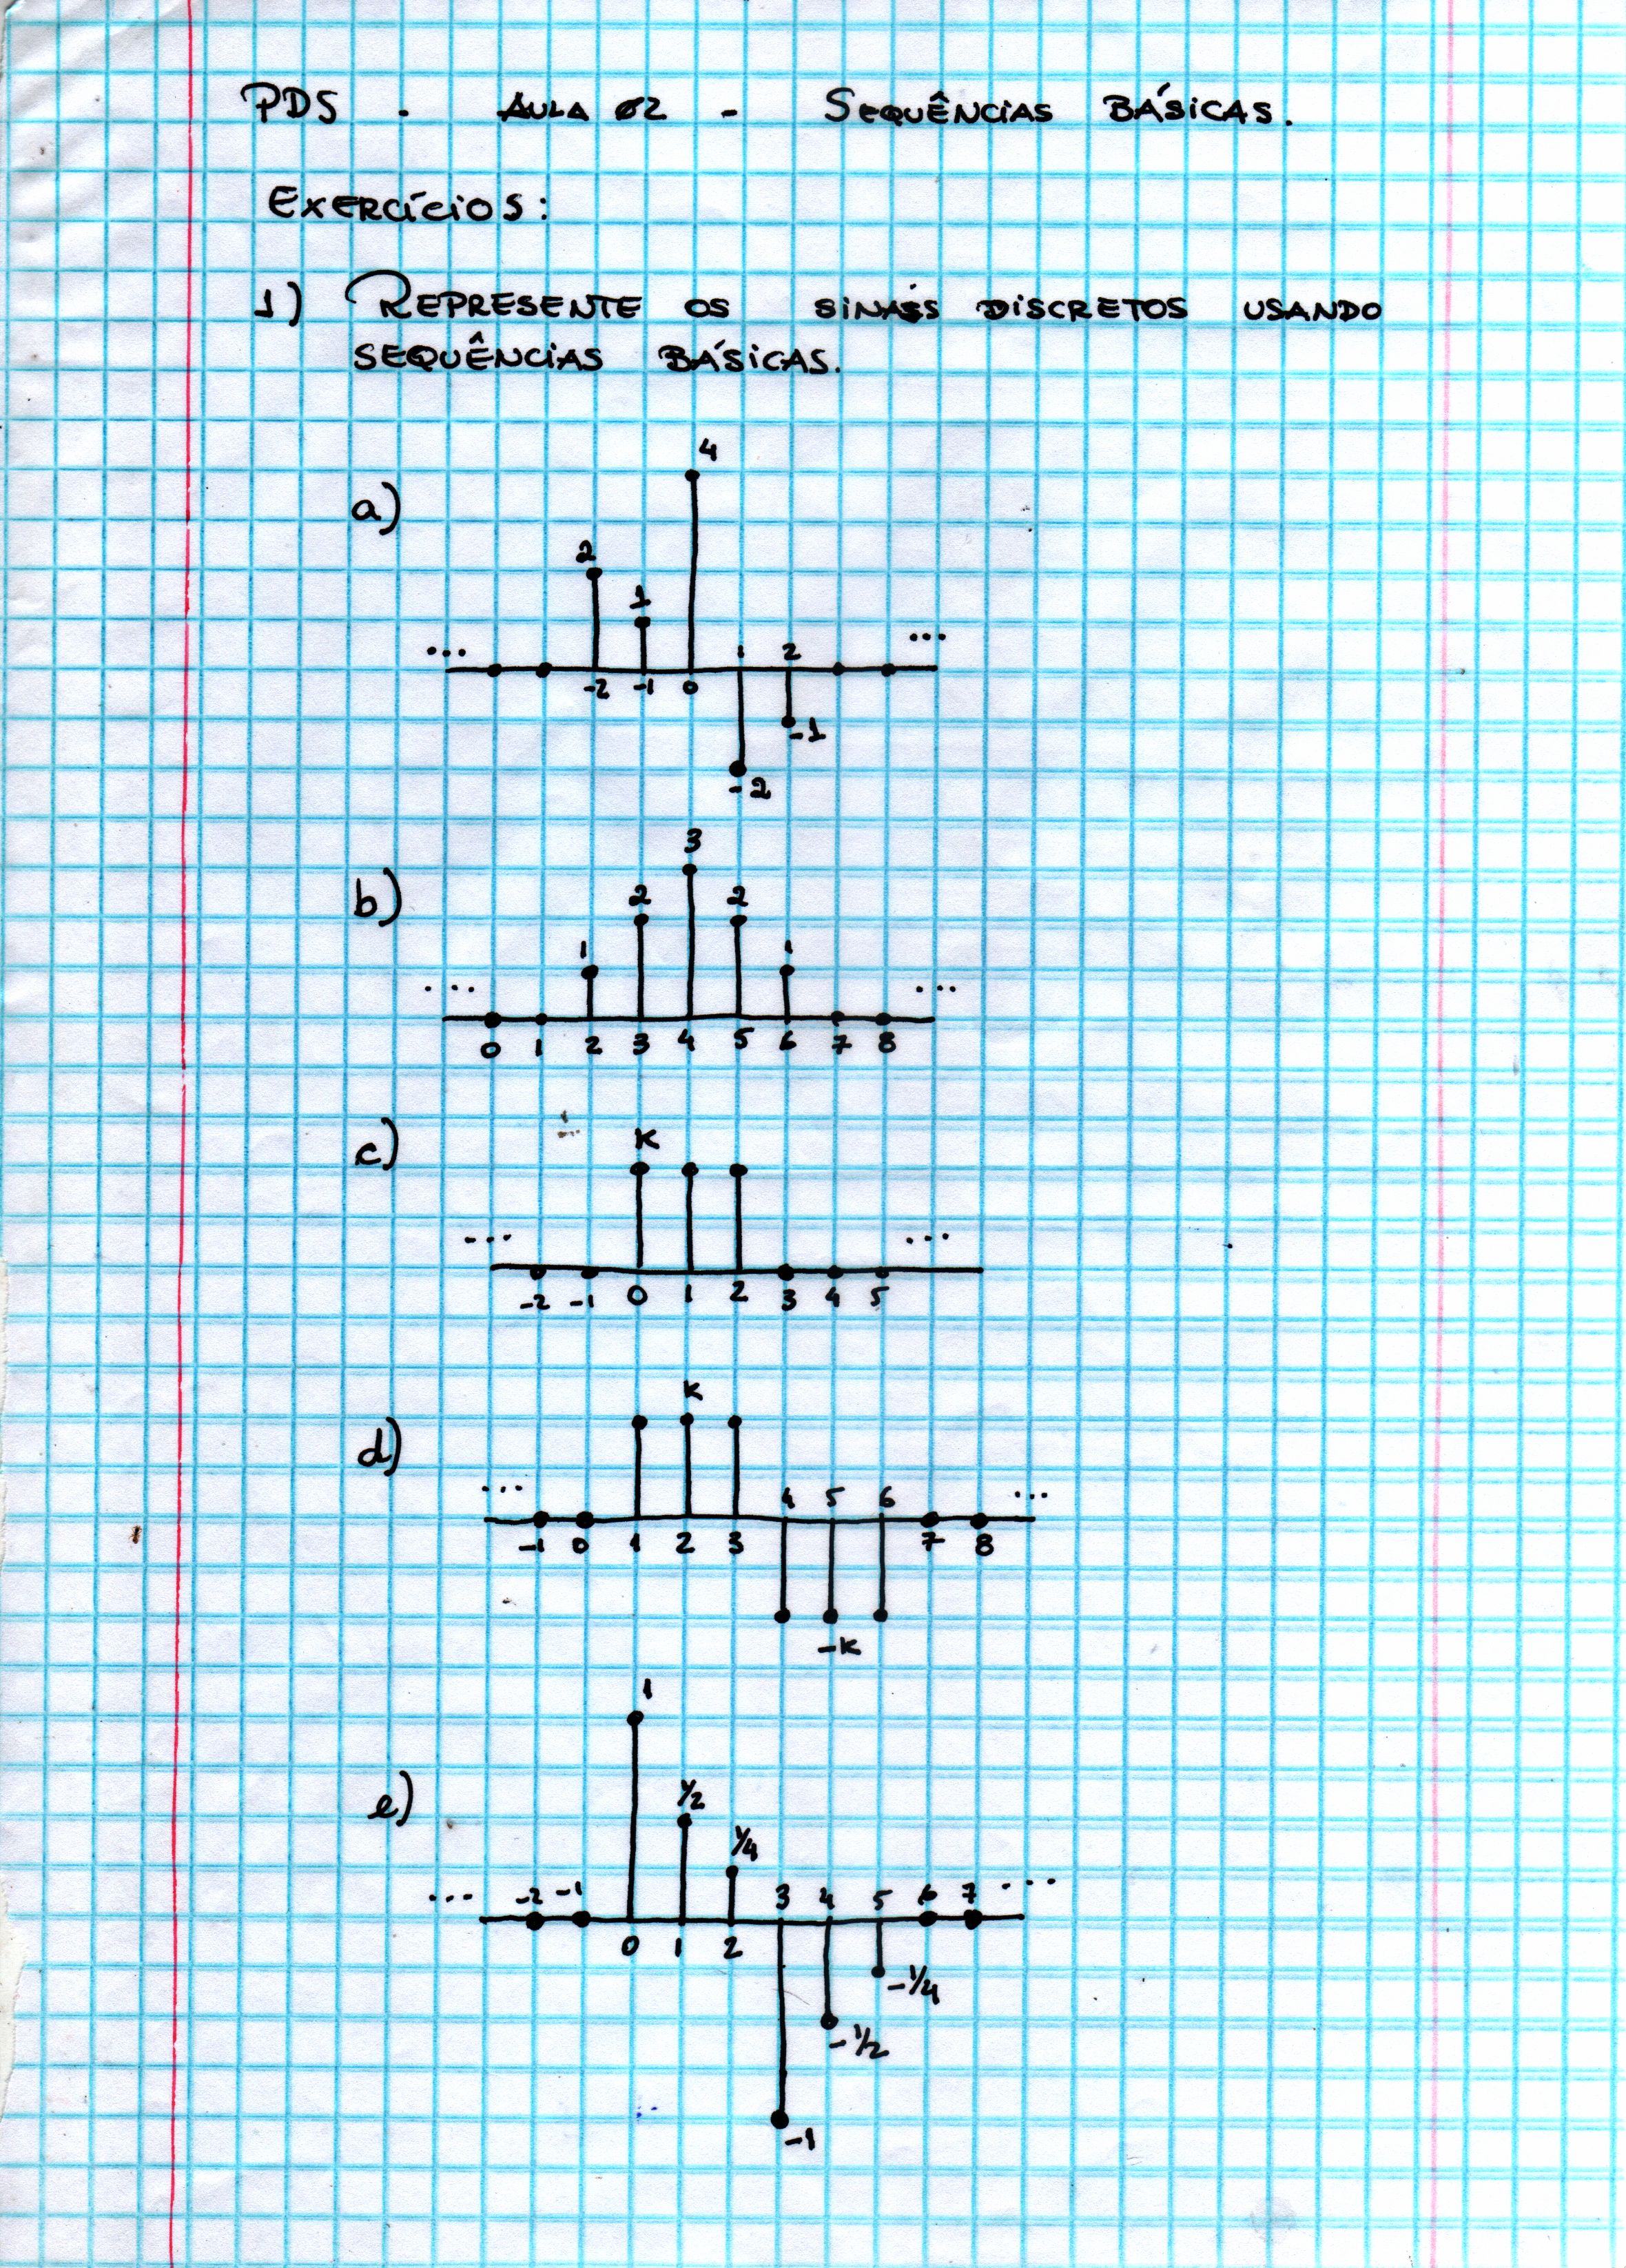 PDS - AULA 02 - SEQUÊNCIAS BÁSICAS.
EXERCÍCIOS:
1) REPRESENTE OS SINAIS DISCRETOS USANDO
SEQUÊNCIAS BÁSICAS.
a)
4
2
1
... 1 2 ...
-2 -1 0
-1
-2
b)
3
2 2
1 1
... ...
0 1 2 3 4 5 6 7 8
c)
K
... ...
-2 -1 0 1 2 3 4 5
d)
K
... 4 5 6 ...
-1 0 1 2 3 7 8
-K
e)
1
1/2
1/4
... -2 -1 3 4 5 6 7 ...
0 1 2
-1/4
-1/2
-1